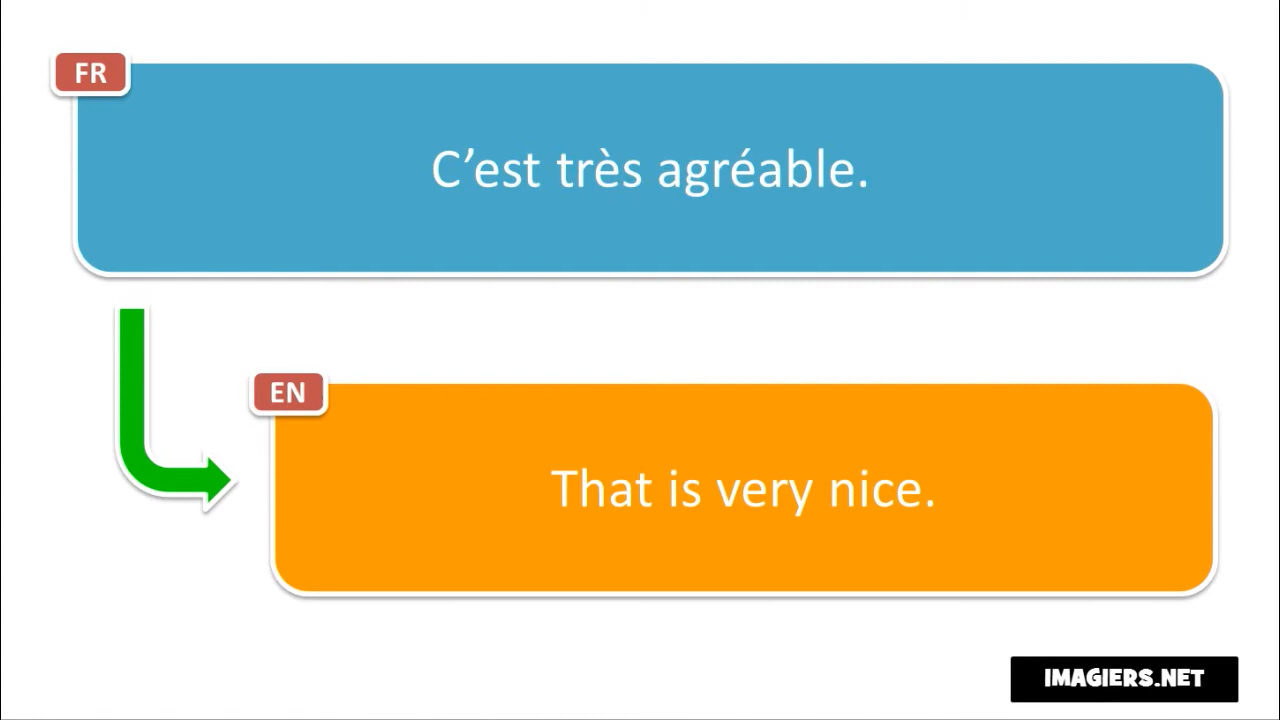 FR
C’est très agréable.
EN
That is very nice.
IMAGIERS.NET